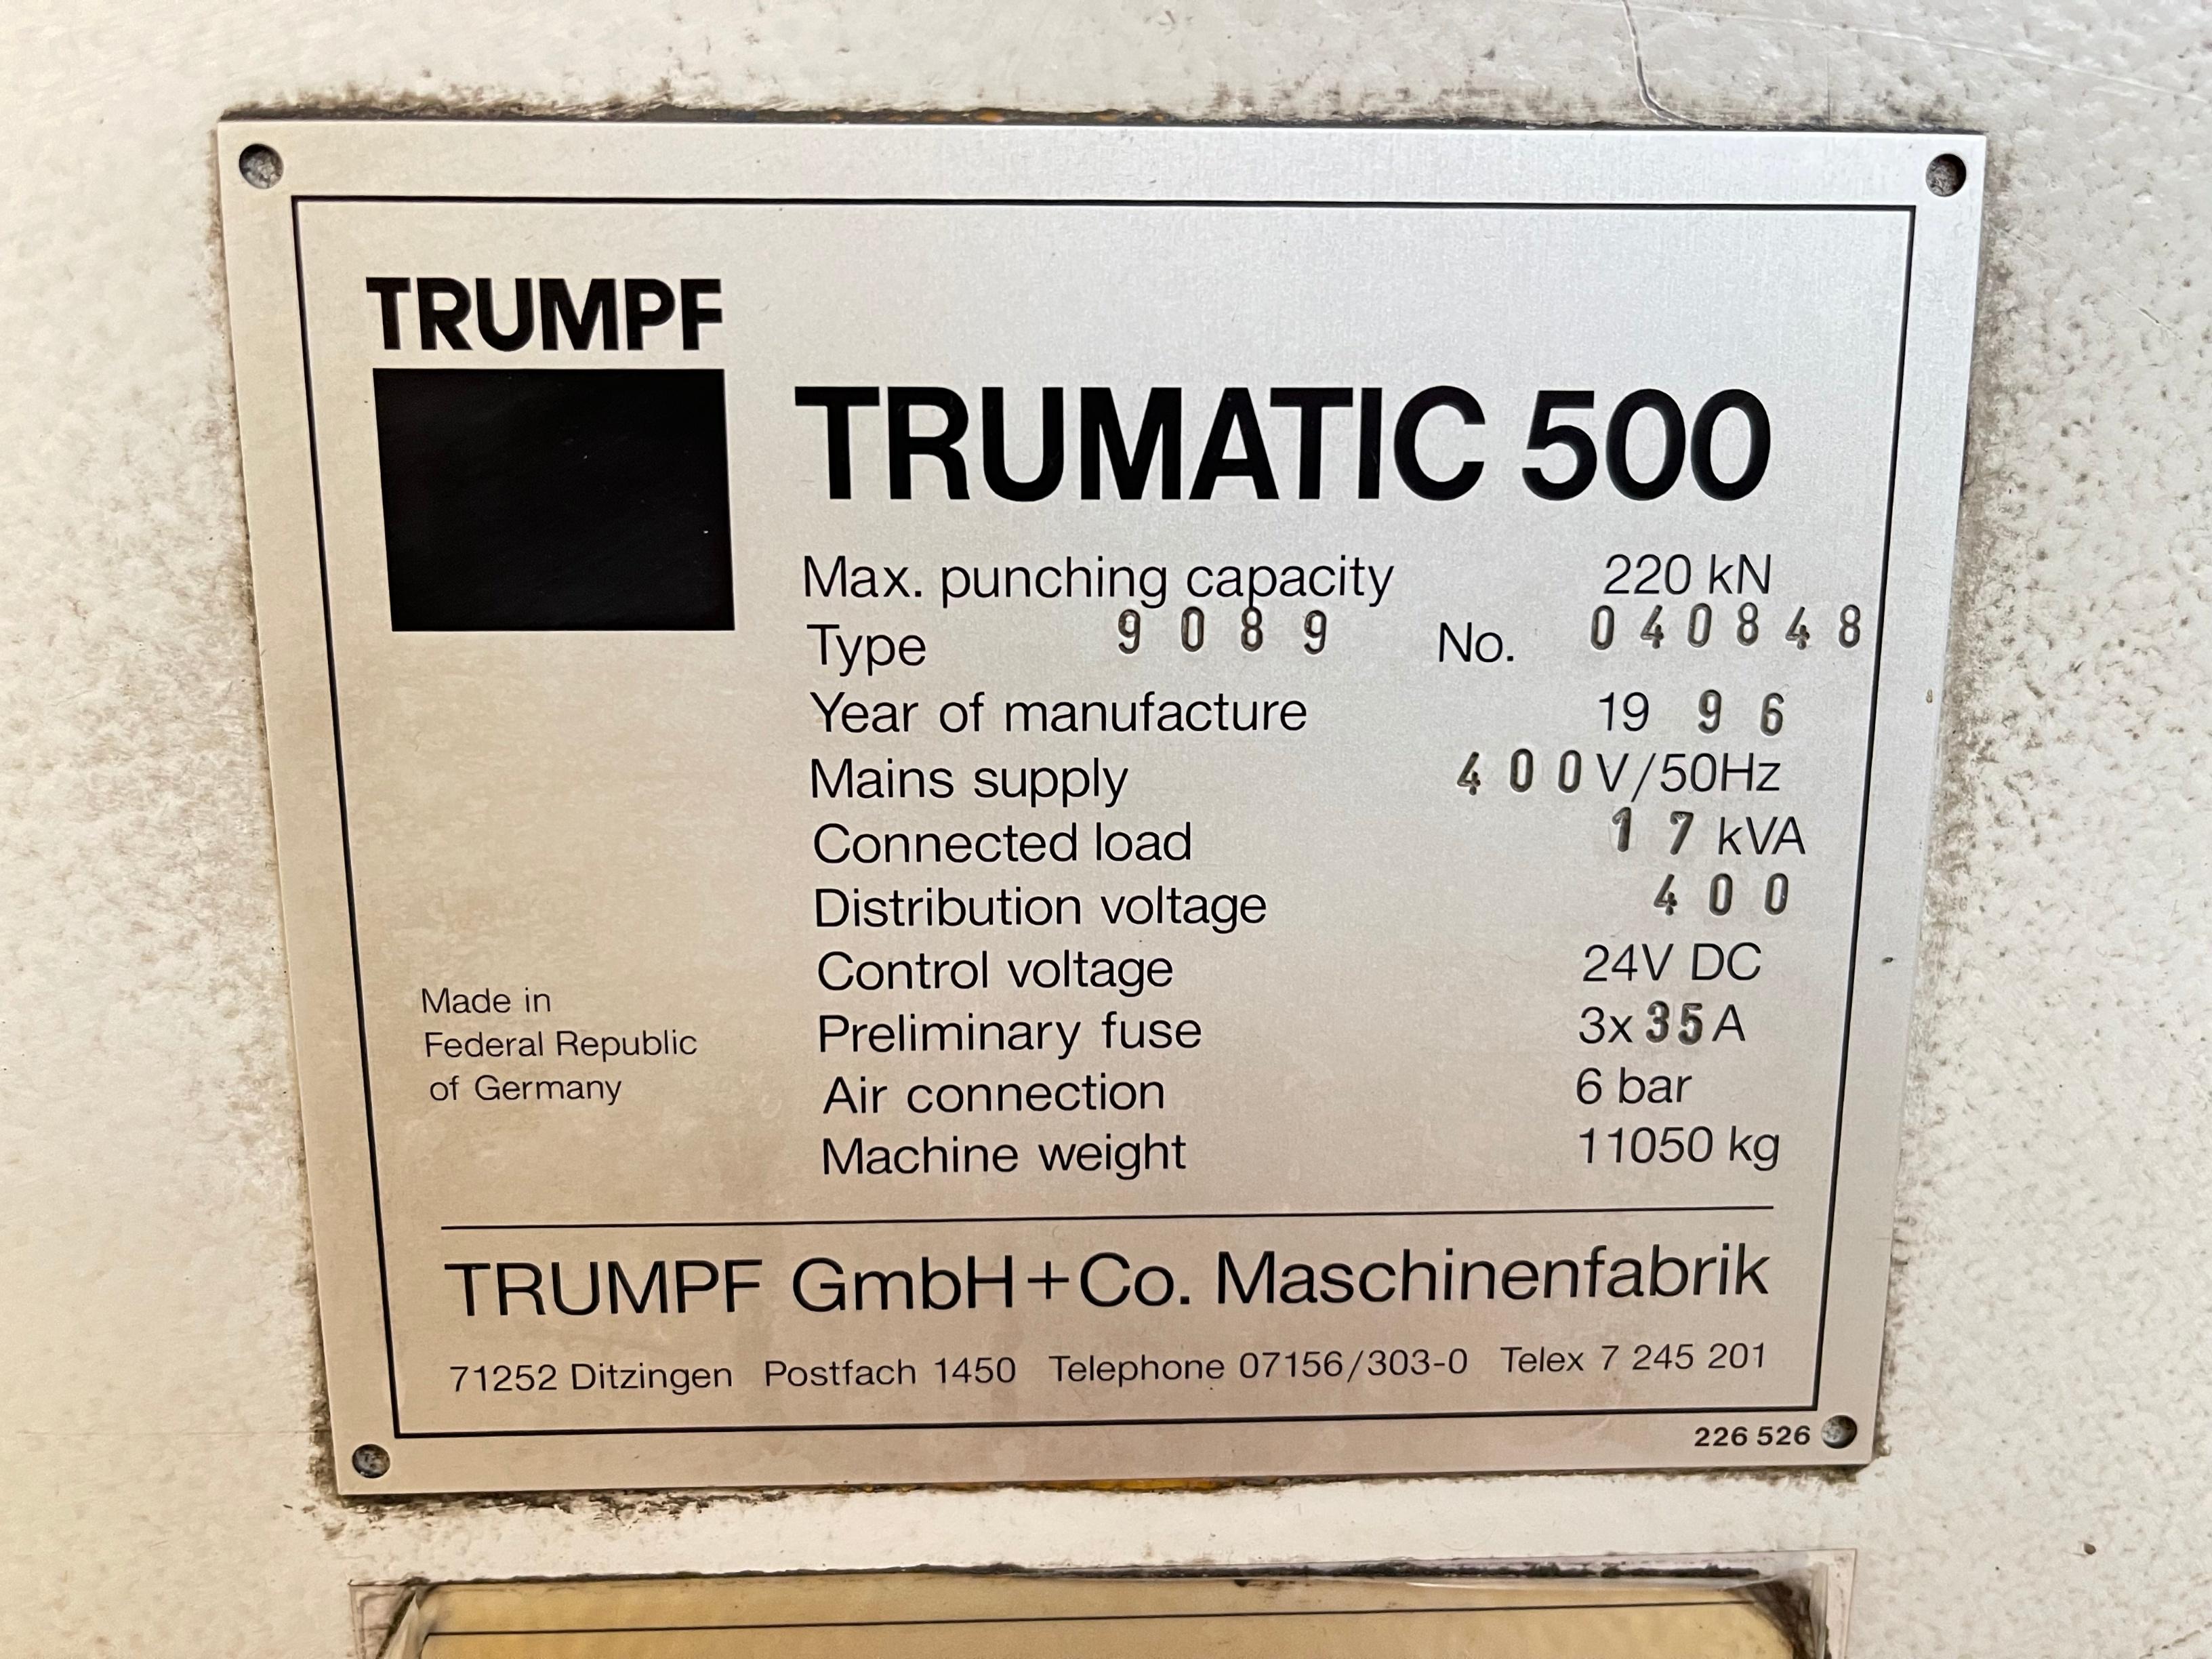 TRUMPF
TRUMATIC 500
Max. punching capacity 220 kN
Type 9089 No. 040848
Year of manufacture 1996
Mains supply 400V/50Hz
Connected load 17 kVA
Distribution voltage 400
Control voltage 24V DC
Preliminary fuse 3x35A
Air connection 6 bar
Machine weight 11050 kg
Made in
Federal Republic
of Germany
TRUMPF GmbH+Co. Maschinenfabrik
71252 Ditzingen Postfach 1450 Telephone 07156/303-0 Telex 7 245 201
226 526